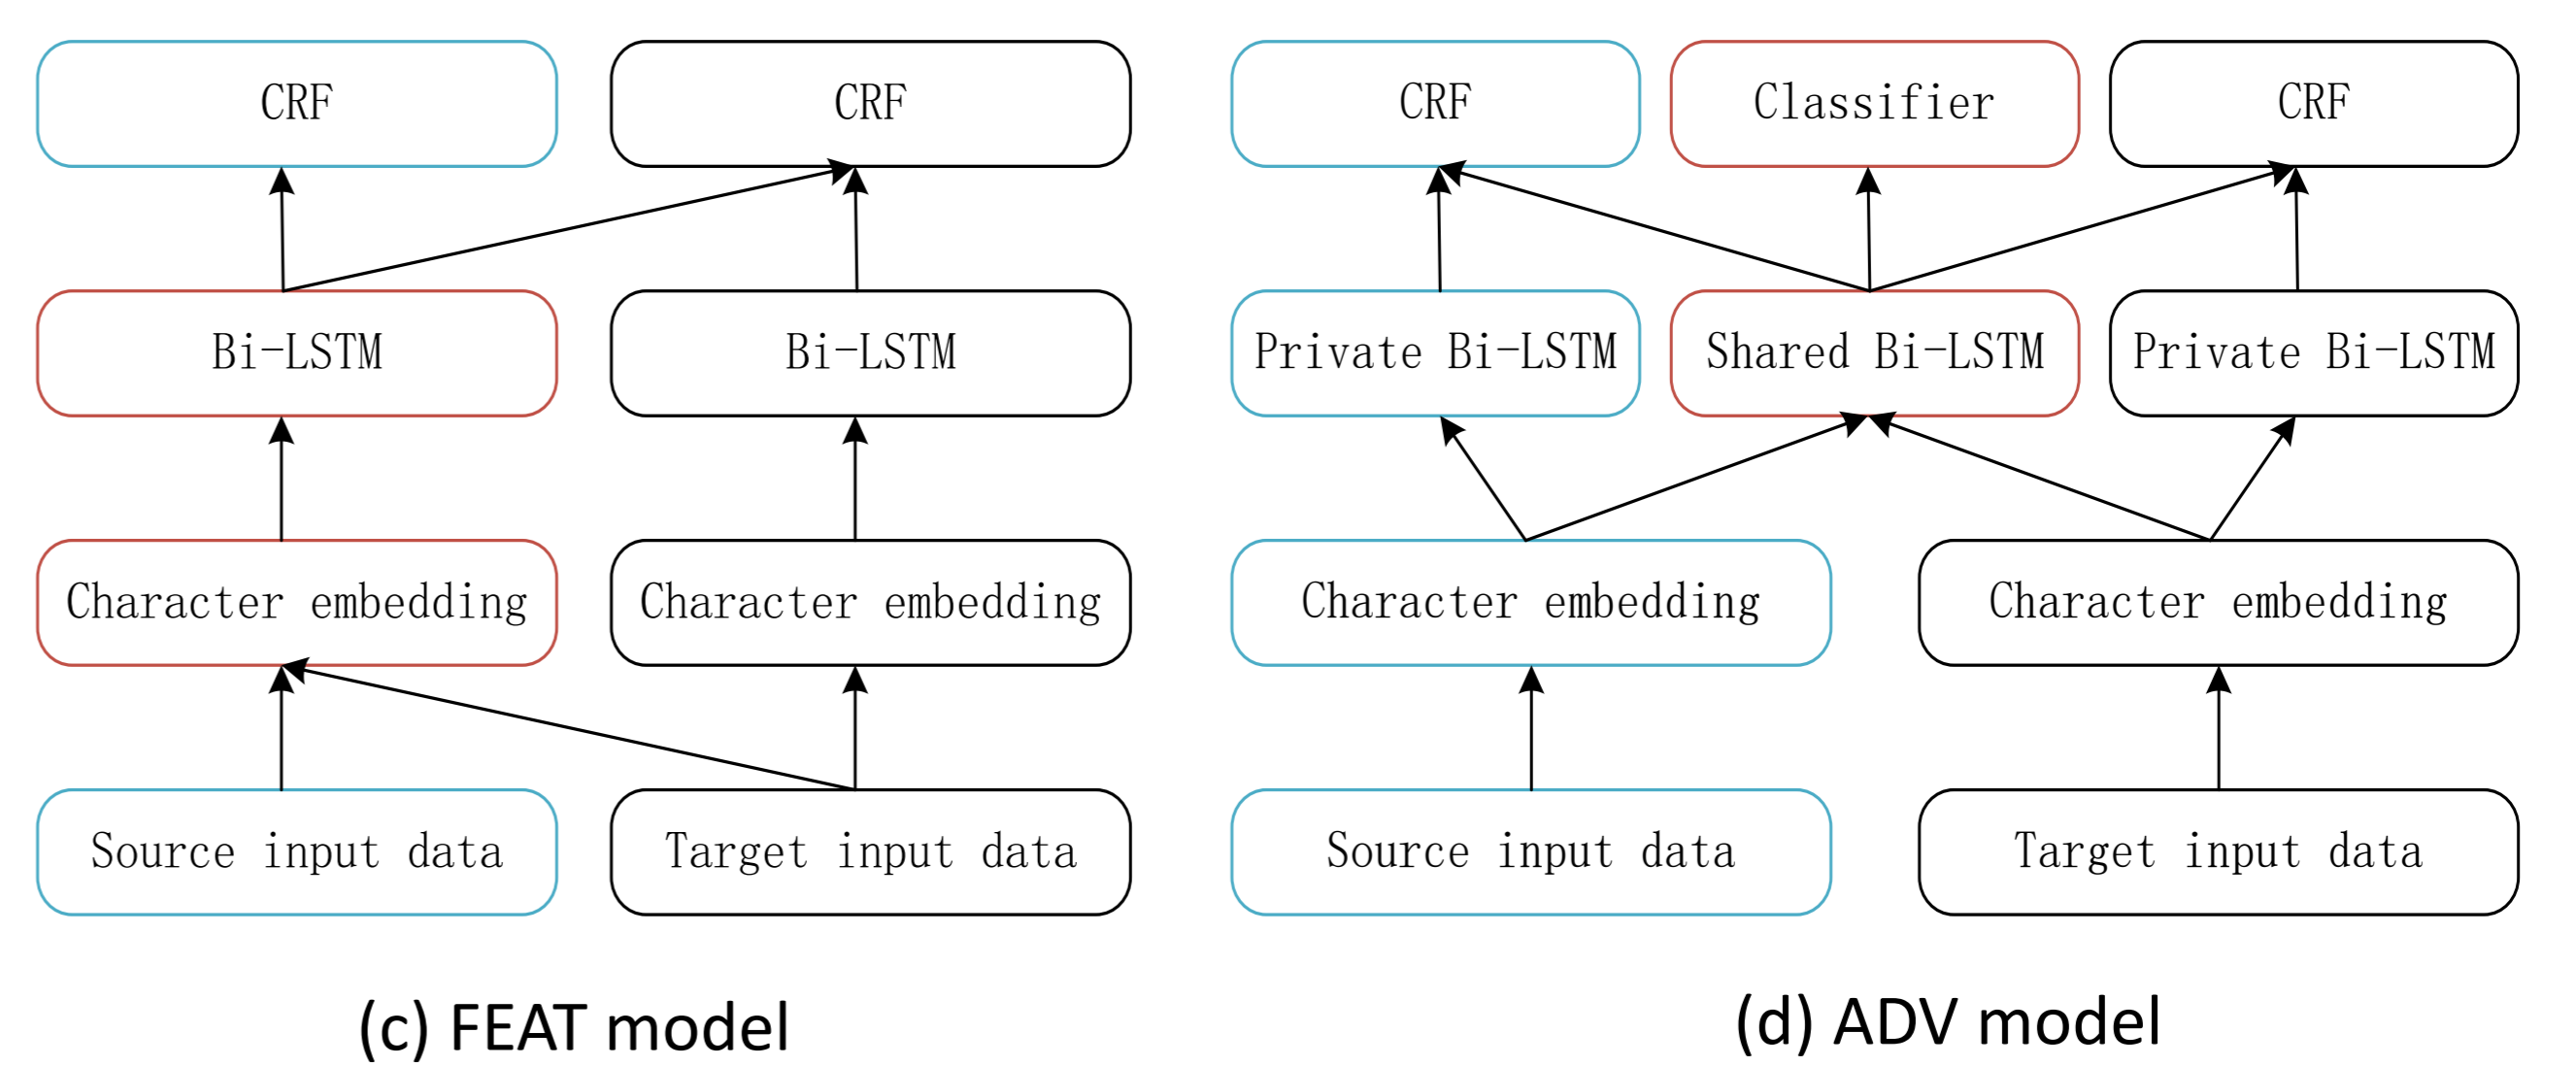 CRF
CRF
Bi-LSTM
Bi-LSTM
Character embedding
Character embedding
Source input data
Target input data
(c) FEAT model
CRF
Classifier
CRF
Private Bi-LSTM
Shared Bi-LSTM
Private Bi-LSTM
Character embedding
Character embedding
Source input data
Target input data
(d) ADV model